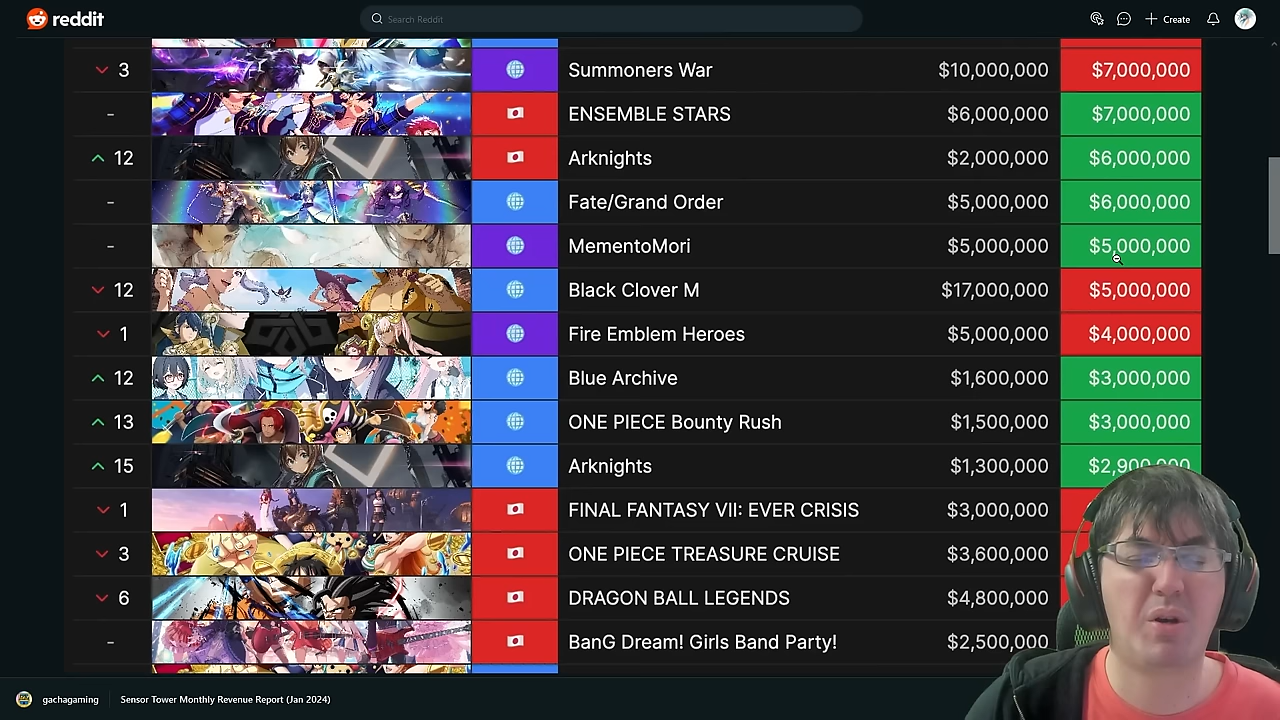 reddit
Search Reddit
Create
3 Summoners War $10,000,000 $7,000,000
- ENSEMBLE STARS $6,000,000 $7,000,000
12 Arknights $2,000,000 $6,000,000
- Fate/Grand Order $5,000,000 $6,000,000
- MementoMori $5,000,000 $5,000,000
12 Black Clover M $17,000,000 $5,000,000
1 Fire Emblem Heroes $5,000,000 $4,000,000
12 Blue Archive $1,600,000 $3,000,000
13 ONE PIECE Bounty Rush $1,500,000 $3,000,000
15 Arknights $1,300,000 $2,900,000
1 FINAL FANTASY VII: EVER CRISIS $3,000,000
3 ONE PIECE TREASURE CRUISE $3,600,000
6 DRAGON BALL LEGENDS $4,800,000
- BanG Dream! Girls Band Party! $2,500,000
gachagaming
Sensor Tower Monthly Revenue Report (Jan 2024)